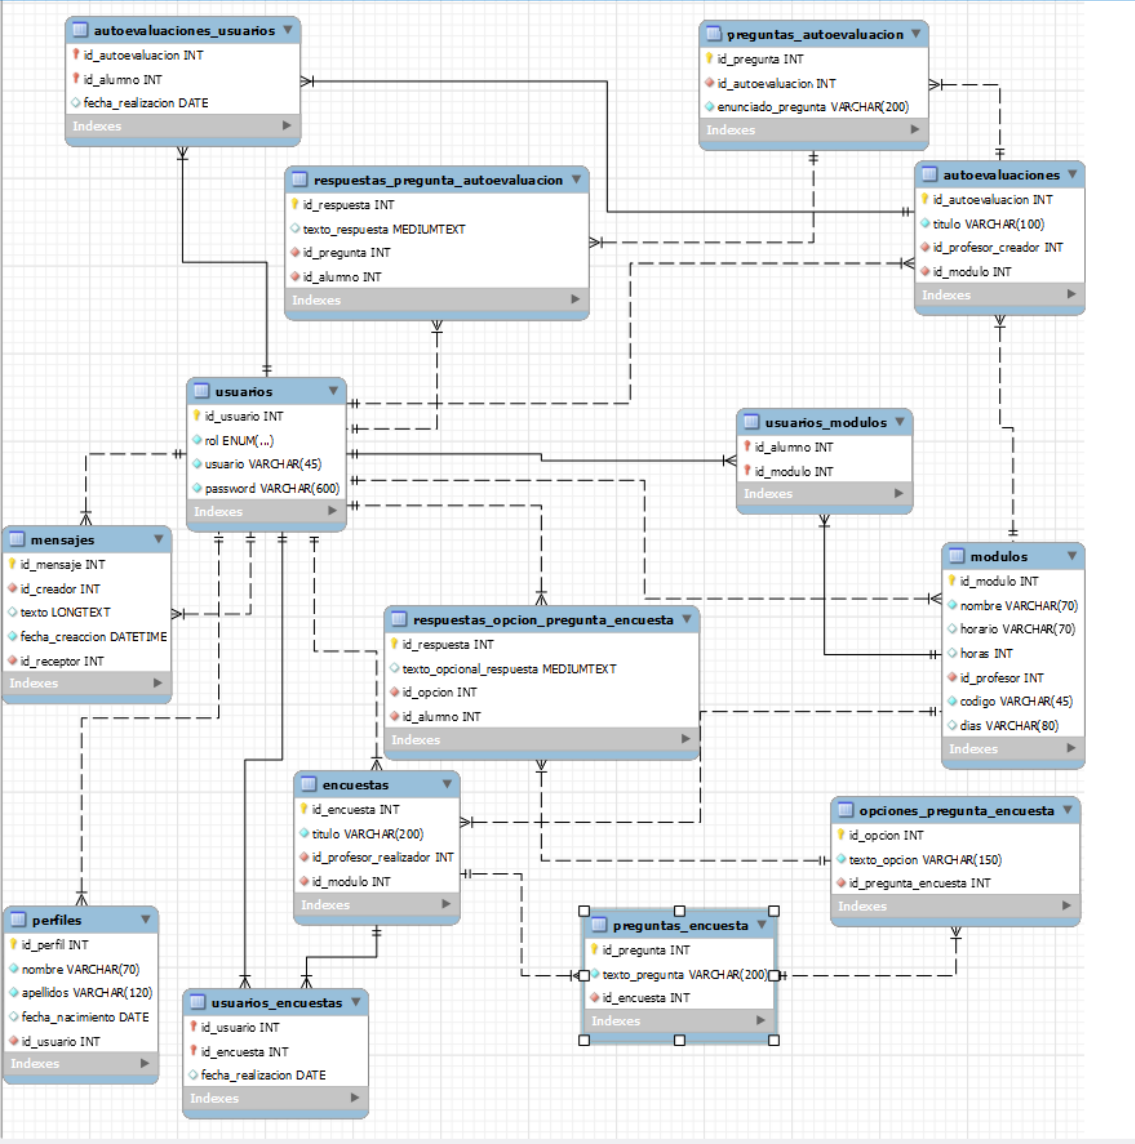 autoevaluaciones_usuarios
id_autoevaluacion INT
id_alumno INT
fecha_realizacion DATE
Indexes
preguntas_autoevaluacion
id_pregunta INT
id_autoevaluacion INT
enunciado_pregunta VARCHAR(200)
Indexes
respuestas_pregunta_autoevaluacion
id_respuesta INT
texto_respuesta MEDIUMTEXT
id_pregunta INT
id_alumno INT
Indexes
autoevaluaciones
id_autoevaluacion INT
titulo VARCHAR(100)
id_profesor_creador INT
id_modulo INT
Indexes
usuarios
id_usuario INT
rol ENUM(...)
usuario VARCHAR(45)
password VARCHAR(600)
Indexes
usuarios_modulos
id_alumno INT
id_modulo INT
Indexes
mensajes
id_mensaje INT
id_creador INT
texto LONGTEXT
fecha_creaccion DATETIME
id_receptor INT
Indexes
modulos
id_modulo INT
nombre VARCHAR(70)
horario VARCHAR(70)
horas INT
id_profesor INT
codigo VARCHAR(45)
dias VARCHAR(80)
Indexes
respuestas_opcion_pregunta_encuesta
id_respuesta INT
texto_opcional_respuesta MEDIUMTEXT
id_opcion INT
id_alumno INT
Indexes
encuestas
id_encuesta INT
titulo VARCHAR(200)
id_profesor_realizador INT
id_modulo INT
Indexes
opciones_pregunta_encuesta
id_opcion INT
texto_opcion VARCHAR(150)
id_pregunta_encuesta INT
Indexes
perfiles
id_perfil INT
nombre VARCHAR(70)
apellidos VARCHAR(120)
fecha_nacimiento DATE
id_usuario INT
Indexes
preguntas_encuesta
id_pregunta INT
texto_pregunta VARCHAR(200)
id_encuesta INT
Indexes
usuarios_encuestas
id_usuario INT
id_encuesta INT
fecha_realizacion DATE
Indexes